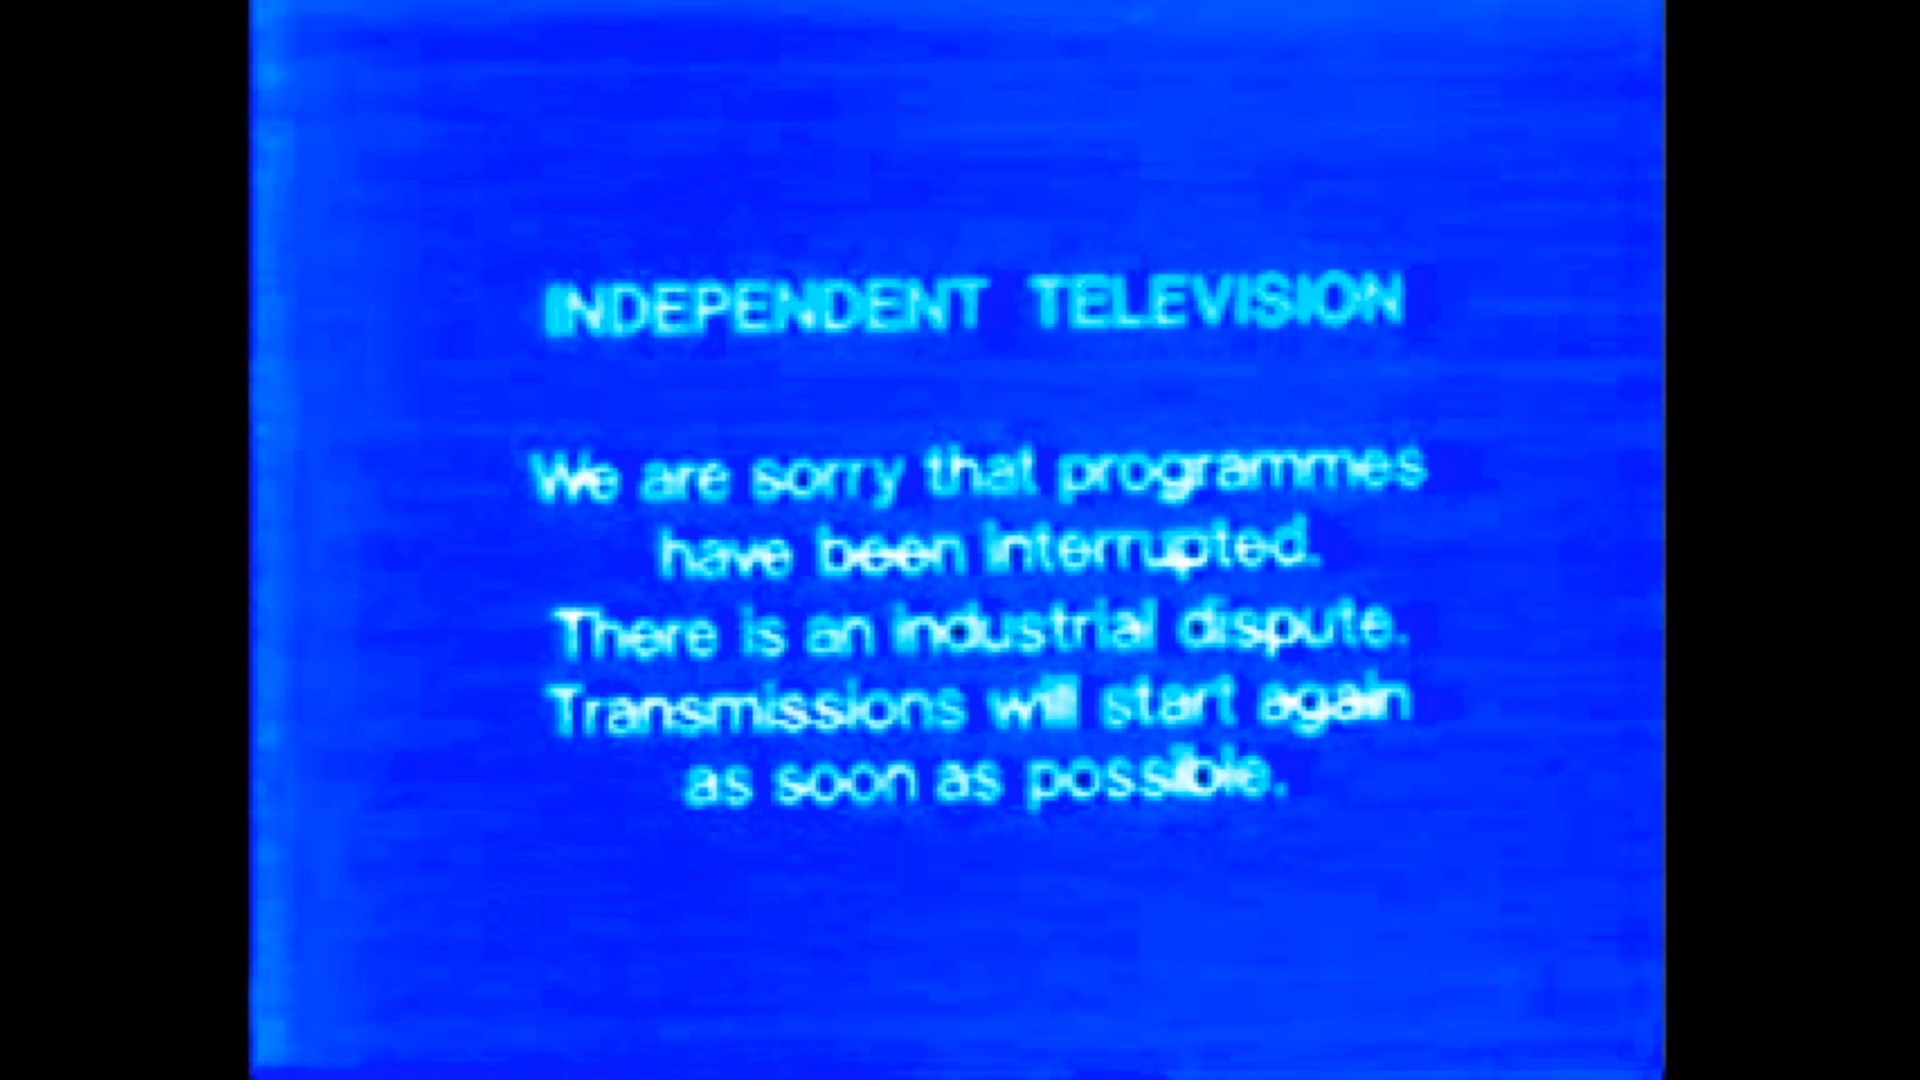 INDEPENDENT TELEVISION
We are sorry that programmes
have been interrupted.
There is an industrial dispute.
Transmissions will start again
as soon as possible.